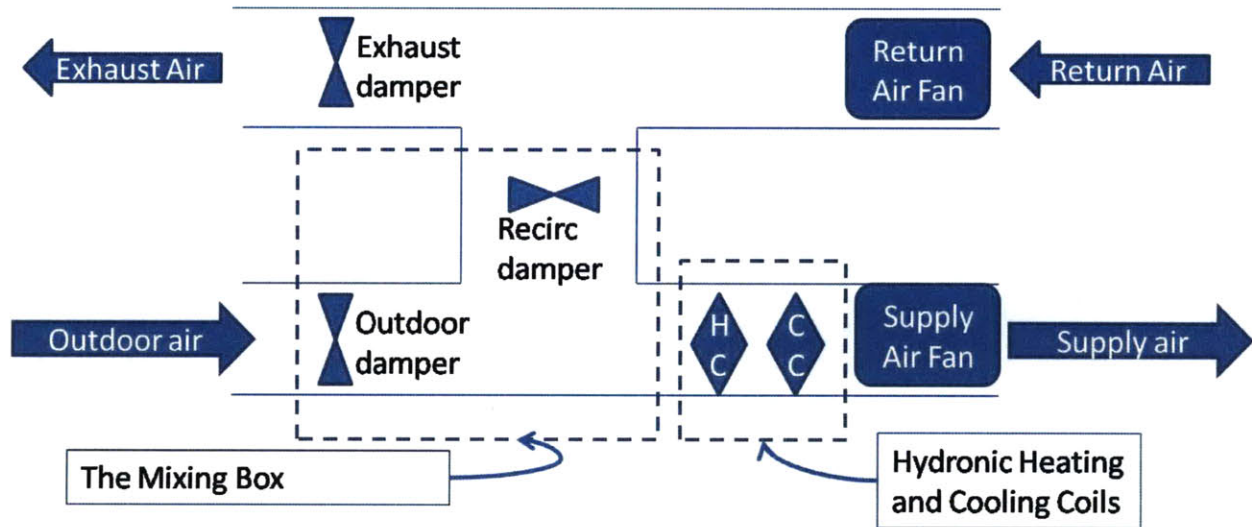 Exhaust Air
Exhaust
damper
Return
Air Fan
Return Air
Recirc
damper
Outdoor air
Outdoor
damper
H
C
C
C
Supply
Air Fan
Supply air
The Mixing Box
Hydronic Heating
and Cooling Coils